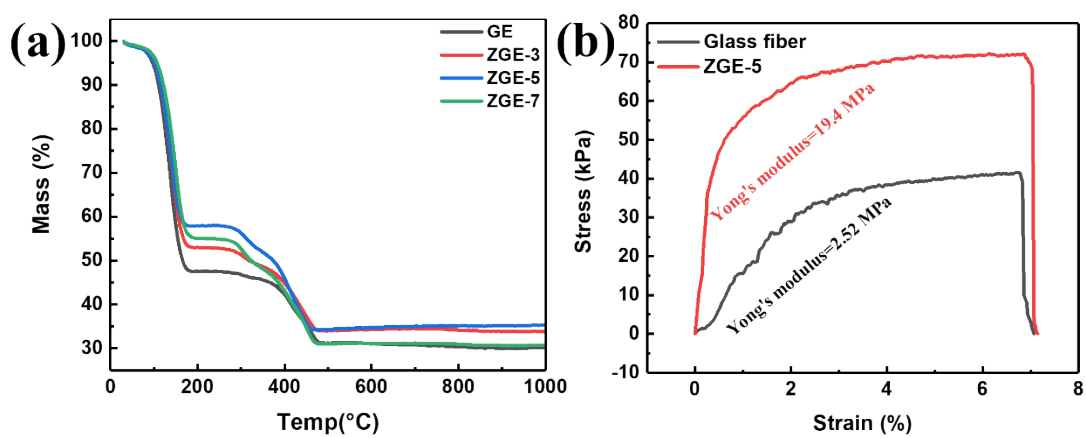 (a)
GE
ZGE-3
ZGE-5
ZGE-7
100
90
80
70
60
50
40
30
Mass (%)
0 200 400 600 800 1000
Temp(°C)
(b)
Glass fiber
ZGE-5
80
70
60
50
40
30
20
10
0
-10
Stress (kPa)
Yong's modulus=19.4 MPa
Yong's modulus=2.52 MPa
0 2 4 6 8
Strain (%)